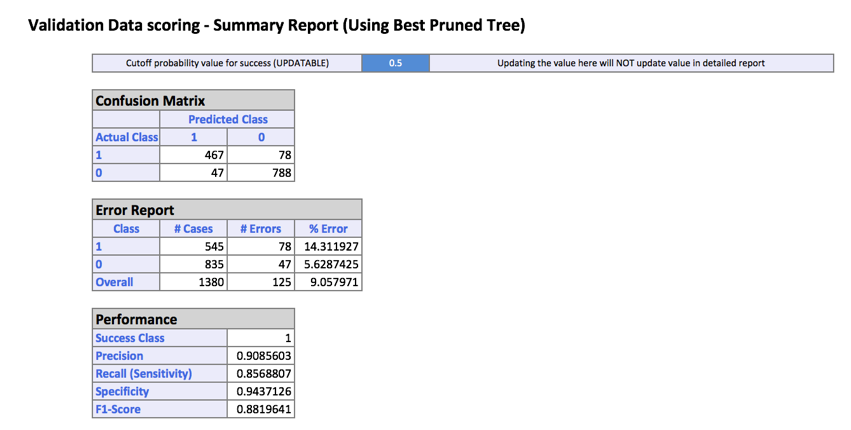 Validation Data scoring - Summary Report (Using Best Pruned Tree)
Cutoff probability value for success (UPDATABLE) 0.5 Updating the value here will NOT update value in detailed report
Confusion Matrix
Predicted Class
Actual Class 1 0
1 467 78
0 47 788
Error Report
Class # Cases # Errors % Error
1 545 78 14.311927
0 835 47 5.6287425
Overall 1380 125 9.057971
Performance
Success Class 1
Precision 0.9085603
Recall (Sensitivity) 0.8568807
Specificity 0.9437126
F1-Score 0.8819641